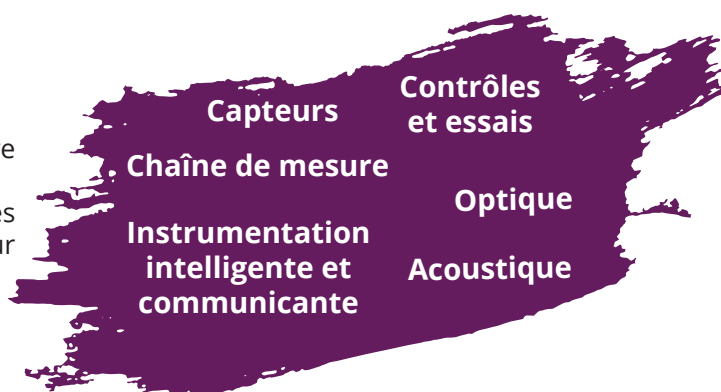 Capteurs
Contrôles
et essais
Chaîne de mesure
Optique
Instrumentation
intelligente et
communicante
Acoustique